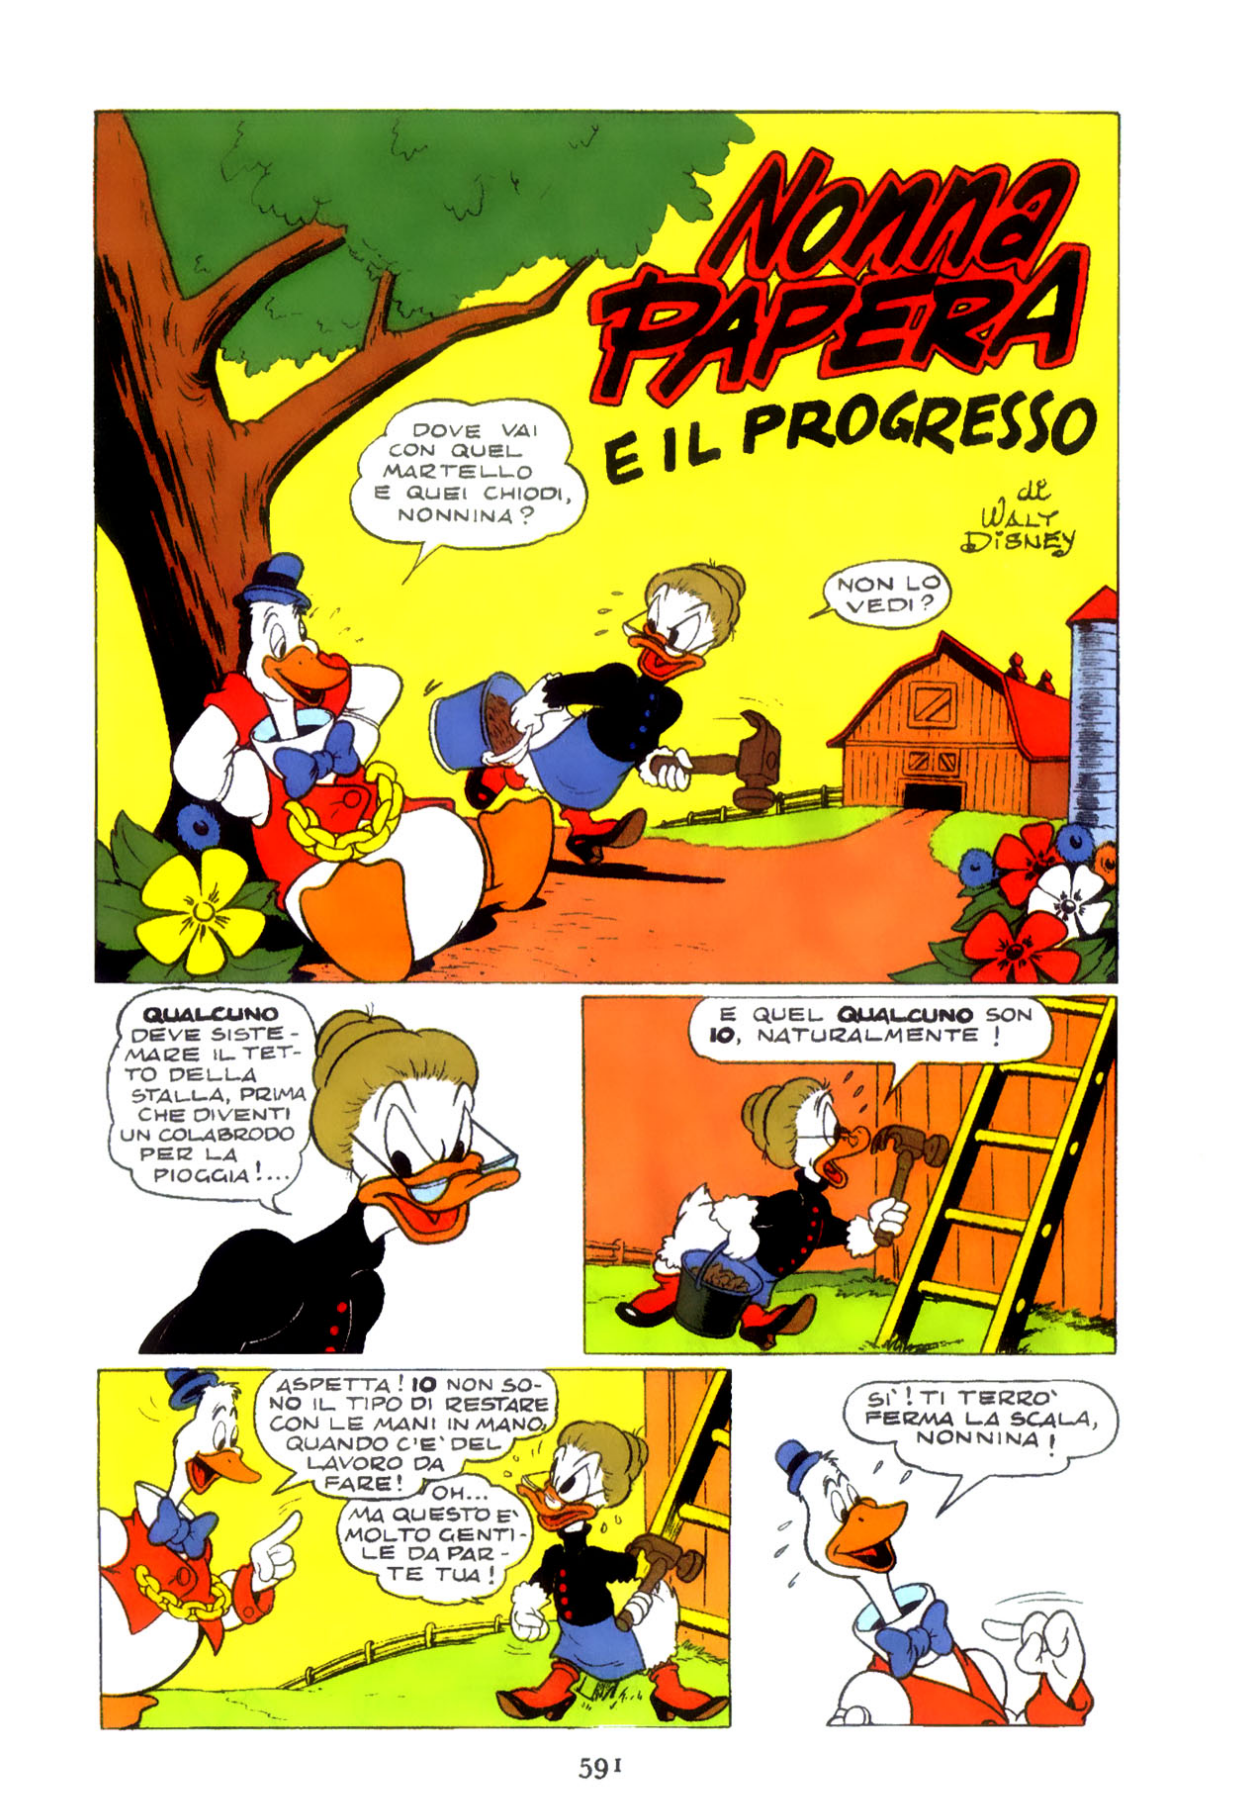 Nonna
PAPERA
E IL PROGRESSO
di
WALT
DISNEY
DOVE VAI
CON QUEL
MARTELLO
E QUEI CHIODI,
NONNINA?
NON LO
VEDI?
QUALCUNO
DEVE SISTE-
MARE IL TET-
TO DELLA
STALLA, PRIMA
CHE DIVENTI
UN COLABRODO
PER LA
PIOGGIA!...
E QUEL QUALCUNO SON
IO, NATURALMENTE!
ASPETTA! IO NON SO-
NO IL TIPO DI RESTARE
CON LE MANI IN MANO,
QUANDO C'E' DEL
LAVORO DA
FARE!
OH...
MA QUESTO E'
MOLTO GENTI-
LE DA PAR-
TE TUA!
SI'! TI TERRO'
FERMA LA SCALA,
NONNINA!
591